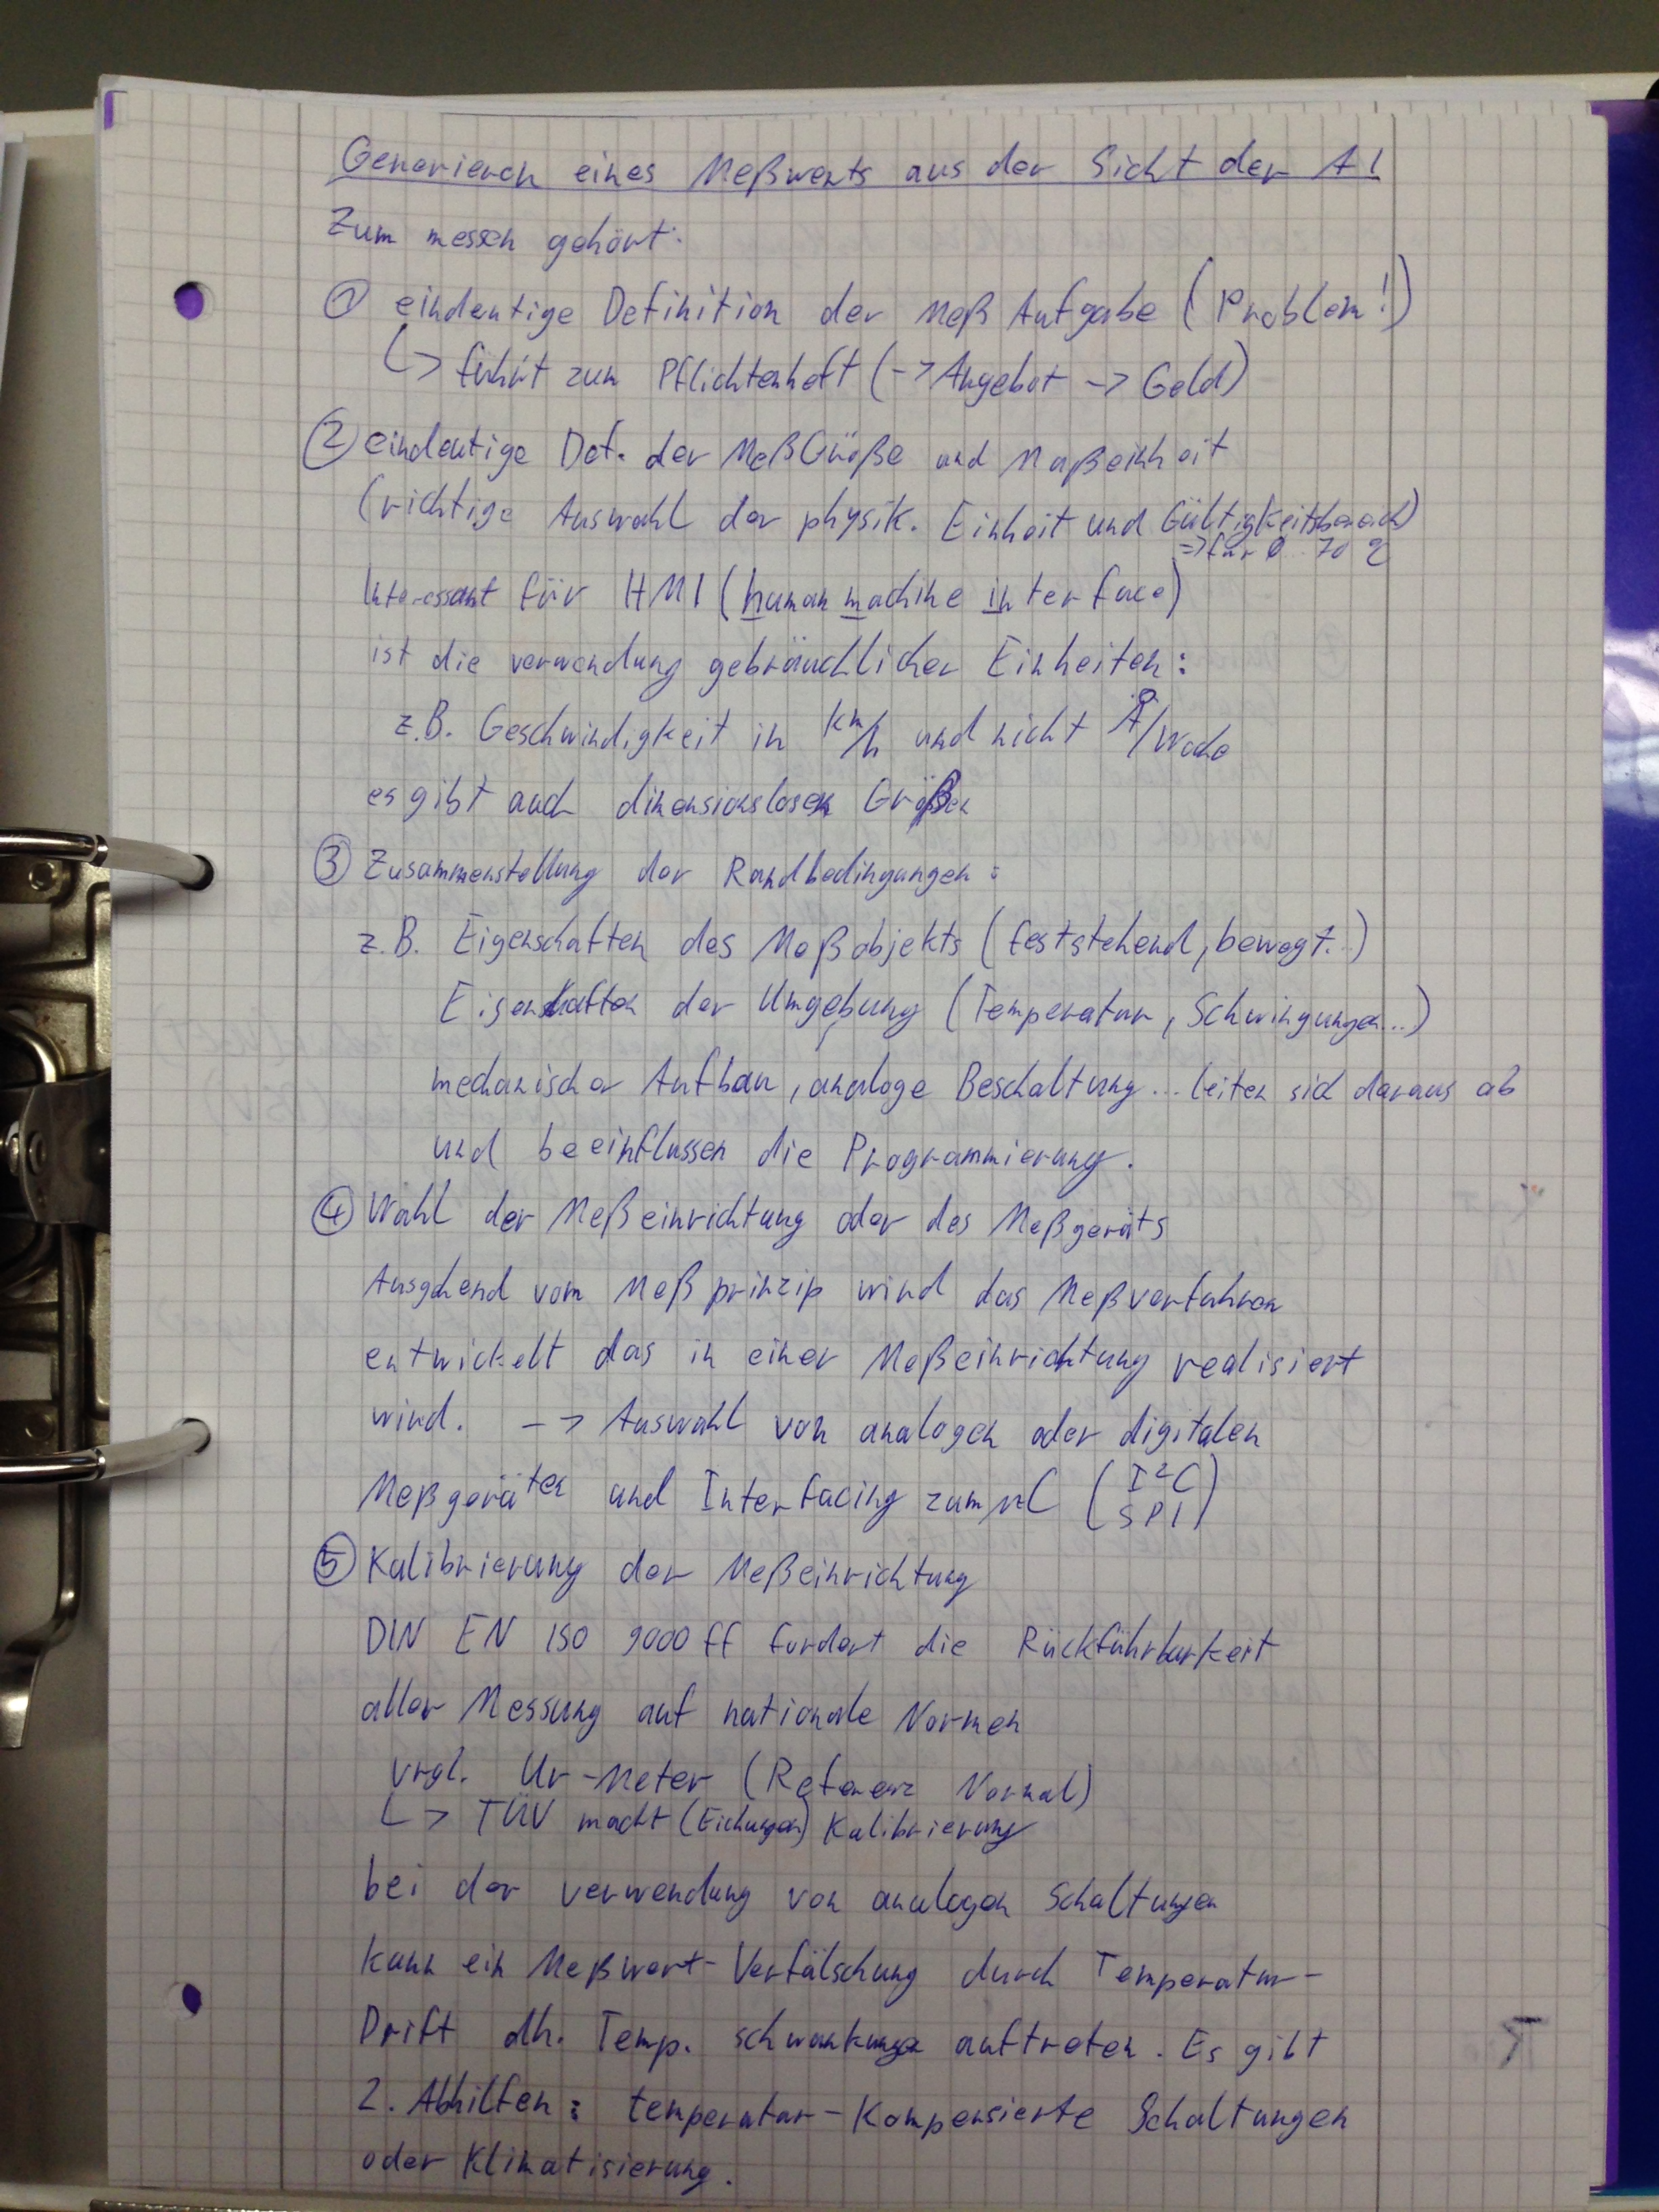 Generieren eines Meßwerts aus der Sicht der AI
Zum messen gehört:
① eindeutige Definition der Meß Aufgabe (Problem!)
↳ führt zum Pflichtenheft (-> Angebot -> Geld)
② eindeutige Def. der MeßGröße und Maßeinheit
(richtige Auswahl der physik. Einheit und Gültigkeitsbereich)
=> für 0 .. 70
Interessant für HMI (human machine interface)
ist die verwendung gebräuchlicher Einheiten:
z.B. Geschwindigkeit in km/h und nicht Å/Woche
es gibt auch dimensionslosen Größen
③ Zusammenstellung der Randbedingungen:
z.B. Eigenschaften des Meßobjekts (feststehend, bewegt..)
Eigenschaften der Umgebung (Temperatur, Schwingungen...)
mechanischer Aufbau, analoge Beschaltung ... leiten sich daraus ab
und beeinflussen die Programmierung.
④ Wahl der Meßeinrichtung oder des Meßgeräts
Ausgehend vom Meßprinzip wird das Meßverfahren
entwickelt das in einer Meßeinrichtung realisiert
wird. -> Auswahl von analogen oder digitalen
Meßgeräten und Interfacing zum µC (I²C
SPI)
⑤ Kalibrierung der Meßeinrichtung
DIN EN ISO 9000 ff fordert die Rückführbarkeit
aller Messung auf nationale Normen
vrgl. Ur-Meter (Referenz Normal)
↳ TÜV macht (Eichungen) Kalibrierung
bei der verwendung von analogen Schaltungen
kann ein Meßwert-Verfälschung durch Temperatur-
Drift dh. Temp. schwankungen auftreten. Es gibt
2. Abhilfen: temperatur-kompensierte Schaltungen
oder Klimatisierung.